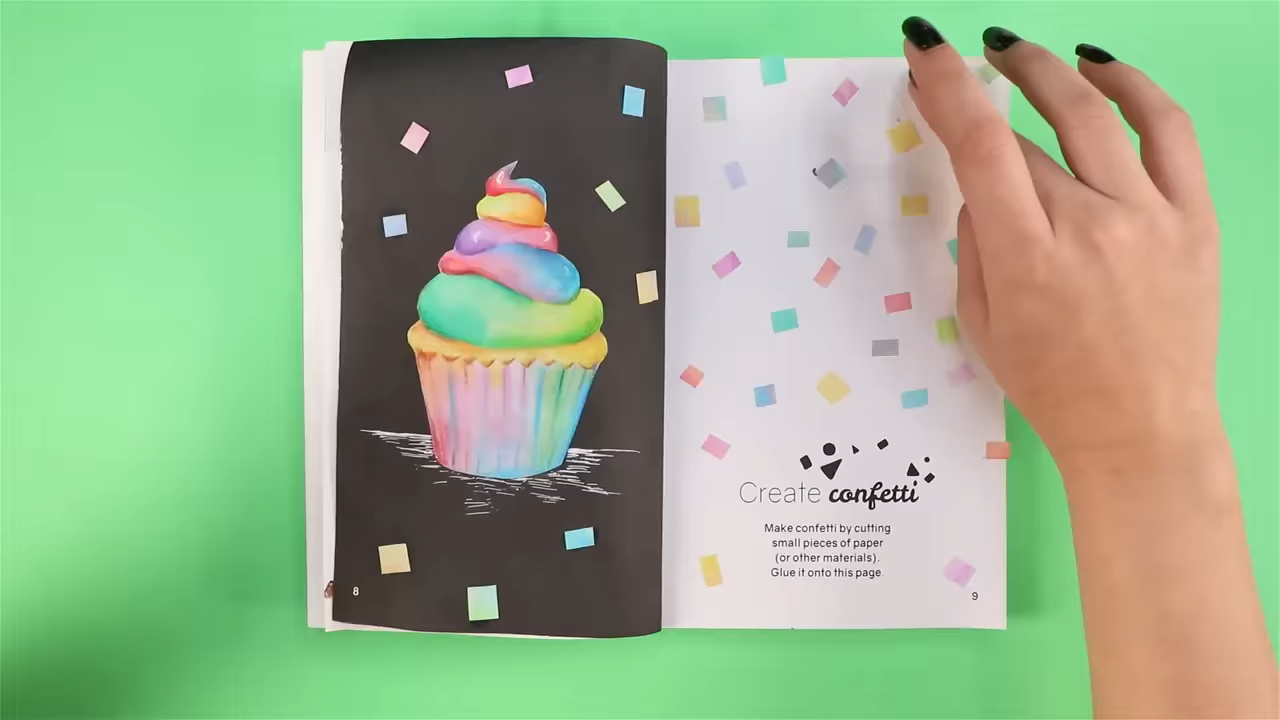 8
Create confetti
Make confetti by cutting
small pieces of paper
(or other materials).
Glue it onto this page.
9